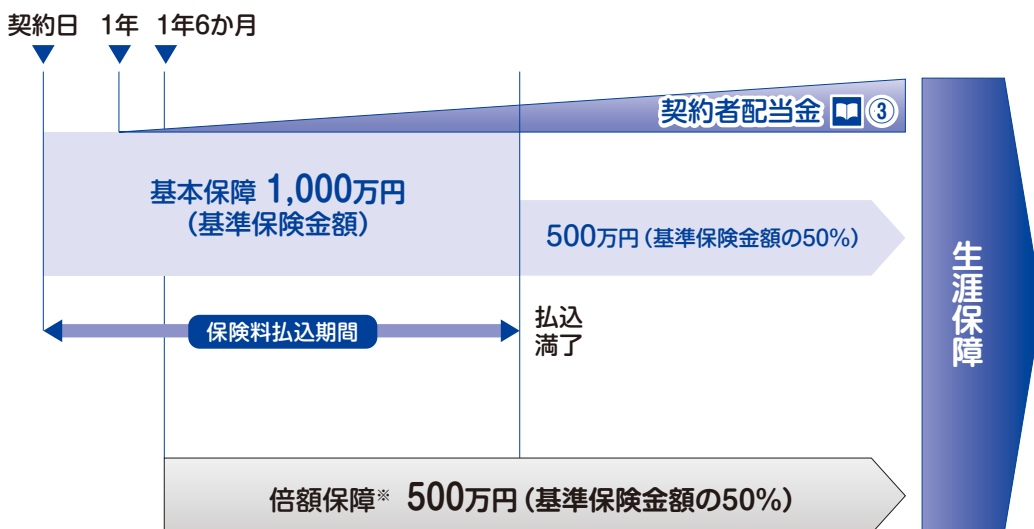 契約日 1年 1年6か月
契約者配当金 ③
基本保障 1,000万円
（基準保険金額）
500万円（基準保険金額の50%）
保険料払込期間
払込
満了
生涯保障
倍額保障※ 500万円（基準保険金額の50%）